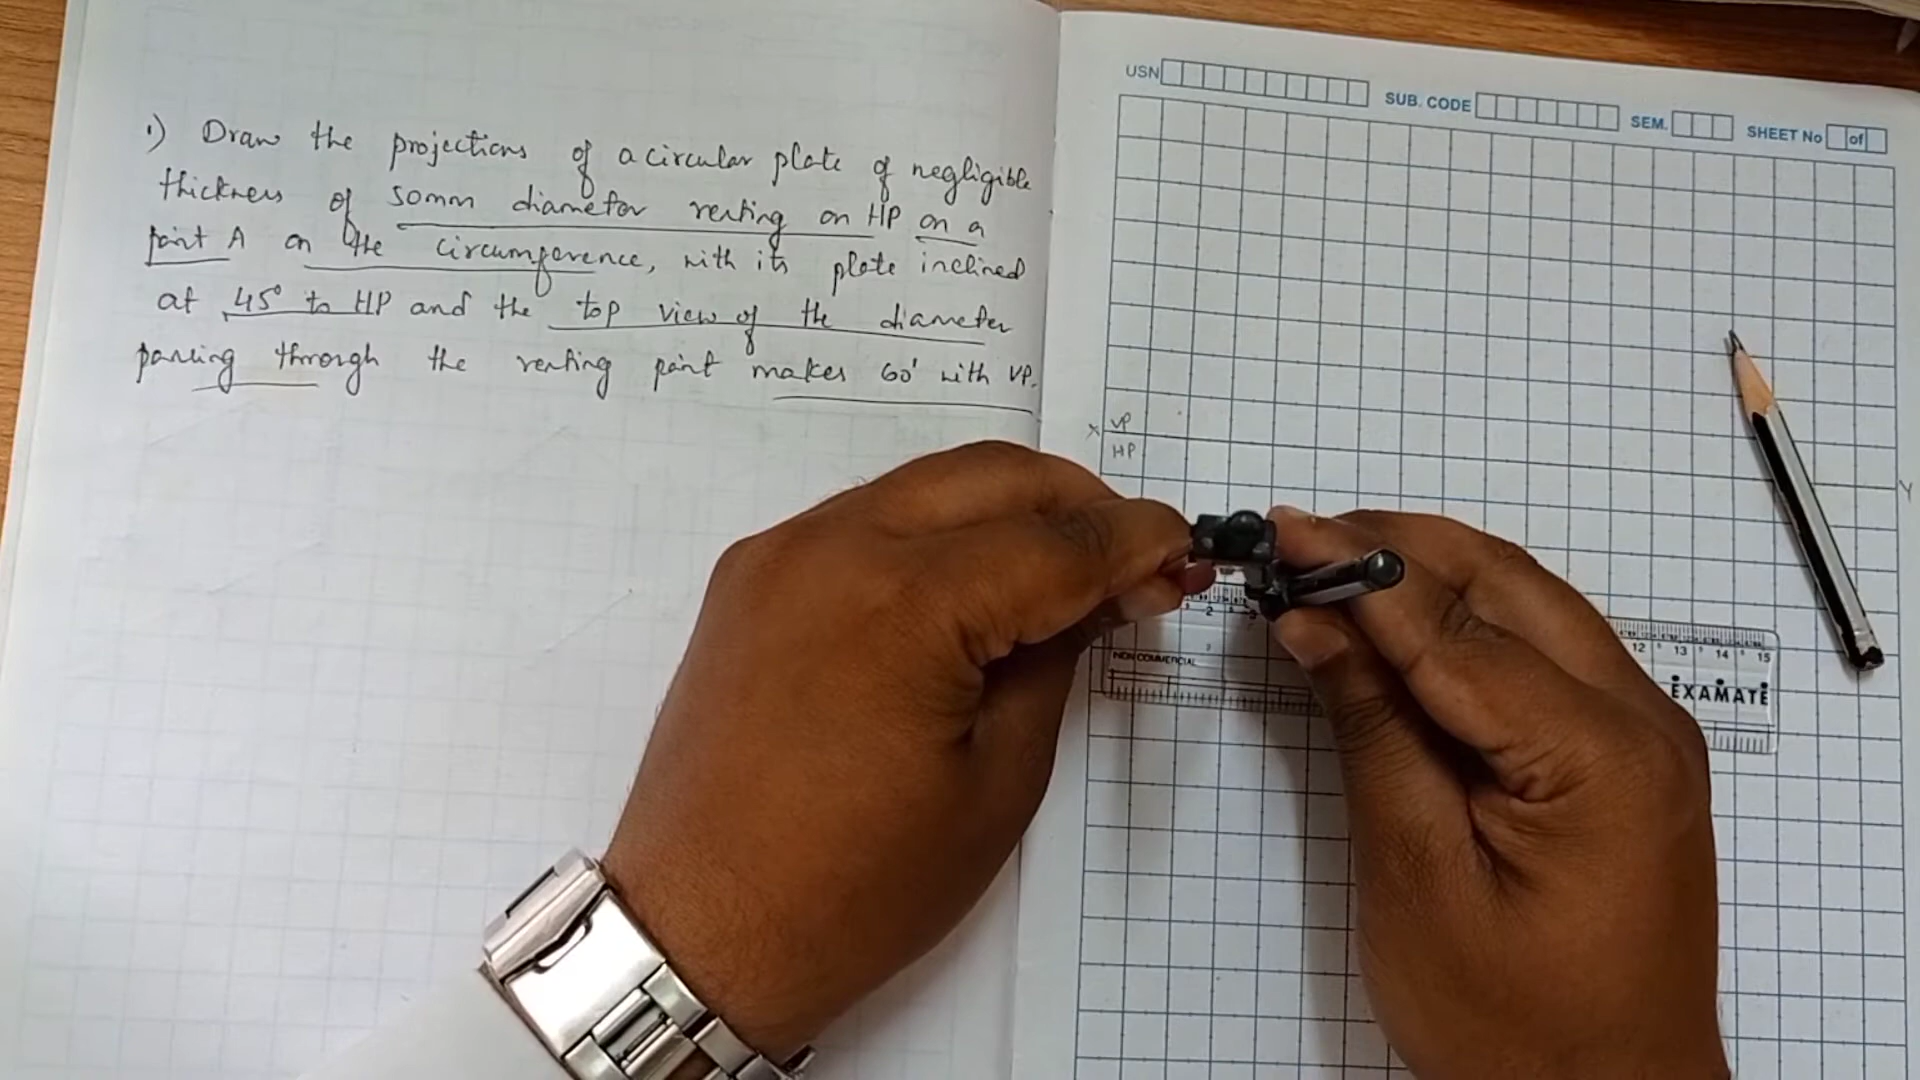 1) Draw the projections of a circular plate of negligible
thickness of 50mm diameter resting on HP on a
point A on the circumference, with its plate inclined
at 45° to HP and the top view of the diameter
passing through the resting point makes 60° with VP.
USN
SUB. CODE
SEM.
SHEET No of
X VP
HP
Y
2 3
12 13 14 15
NON COMMERCIAL
EXAMATE